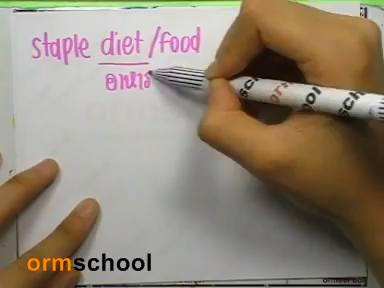 staple diet/food
อาหาร
ormschool